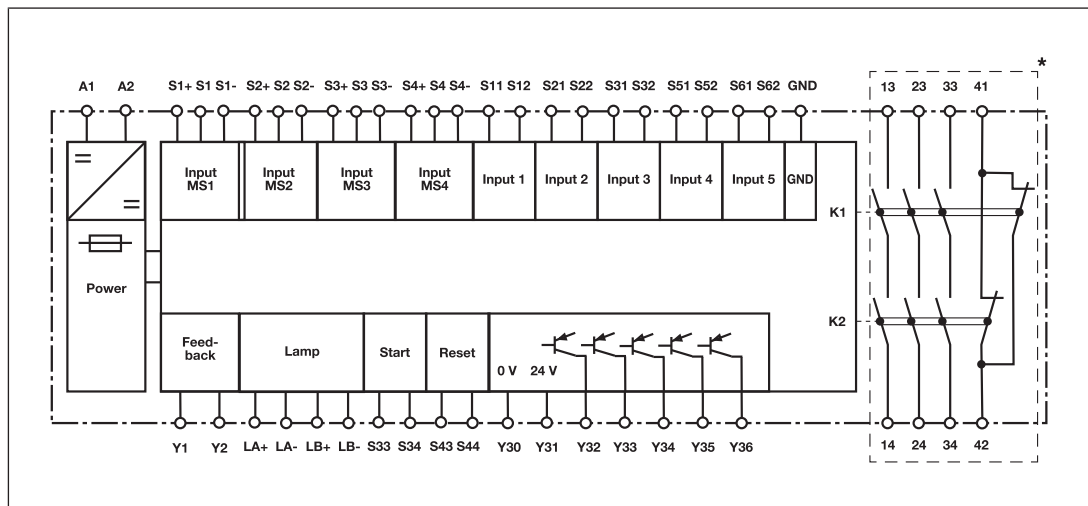 *
A1 A2 S1+ S1 S1- S2+ S2 S2- S3+ S3 S3- S4+ S4 S4- S11 S12 S21 S22 S31 S32 S51 S52 S61 S62 GND 13 23 33 41
Input MS1
Input MS2
Input MS3
Input MS4
Input 1
Input 2
Input 3
Input 4
Input 5
GND
K1
Power
K2
Feed-
back
Lamp
Start
Reset
0 V 24 V
Y1 Y2 LA+ LA- LB+ LB- S33 S34 S43 S44 Y30 Y31 Y32 Y33 Y34 Y35 Y36 14 24 34 42